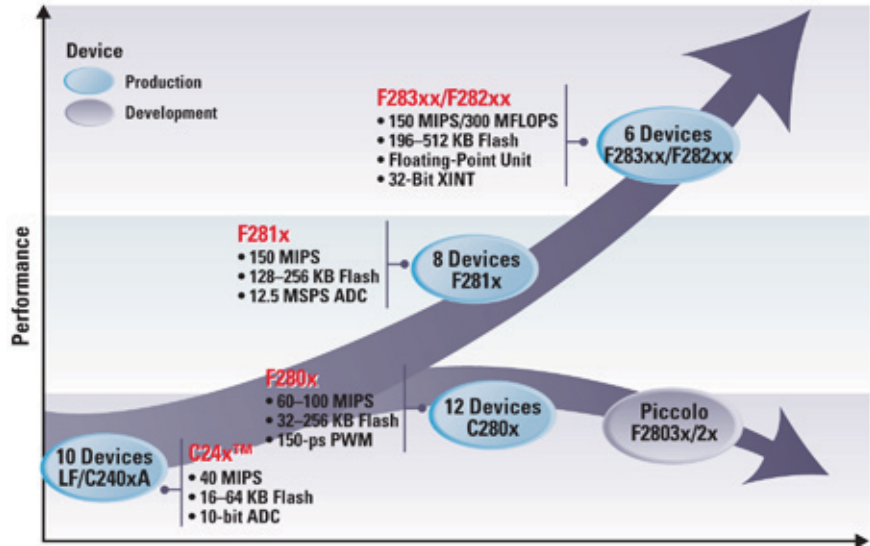 Device
Production
Development
F283xx/F282xx
• 150 MIPS/300 MFLOPS
• 196–512 KB Flash
• Floating-Point Unit
• 32-Bit XINT
6 Devices
F283xx/F282xx
F281x
• 150 MIPS
• 128–256 KB Flash
• 12.5 MSPS ADC
8 Devices
F281x
Performance
F280x
• 60–100 MIPS
• 32–256 KB Flash
• 150-ps PWM
12 Devices
C280x
Piccolo
F2803x/2x
10 Devices
LF/C240xA
C24x™
• 40 MIPS
• 16–64 KB Flash
• 10-bit ADC